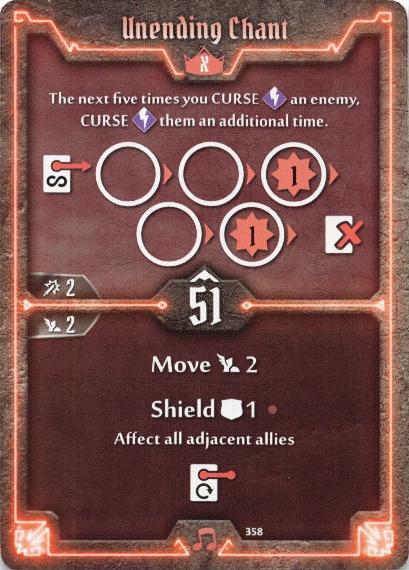 Unending Chant
X
The next five times you CURSE an enemy,
CURSE them an additional time.
S
1
1
2
51
2
Move 2
Shield 1
Affect all adjacent allies
358